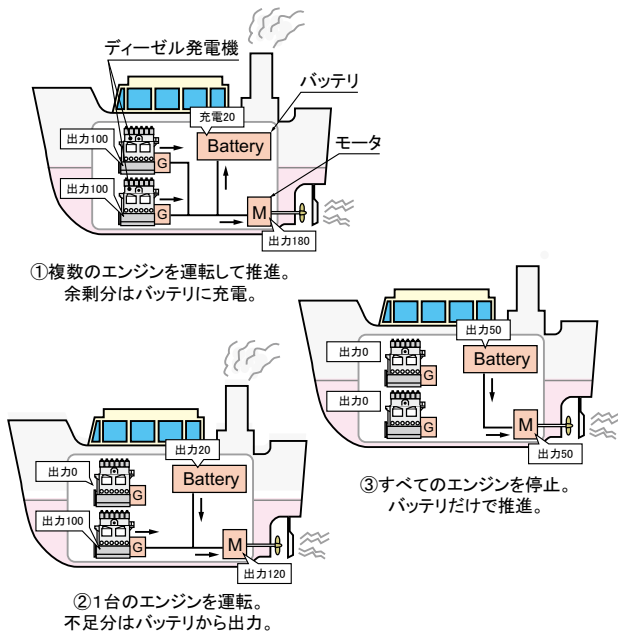 ディーゼル発電機
バッテリ
充電20
出力100
Battery
モータ
G
出力100
G
M
出力180
①複数のエンジンを運転して推進。
余剰分はバッテリに充電。
出力50
出力0
Battery
G
出力0
G
M
出力50
③すべてのエンジンを停止。
バッテリだけで推進。
出力20
出力0
Battery
G
出力100
G
M
出力120
②1台のエンジンを運転。
不足分はバッテリから出力。